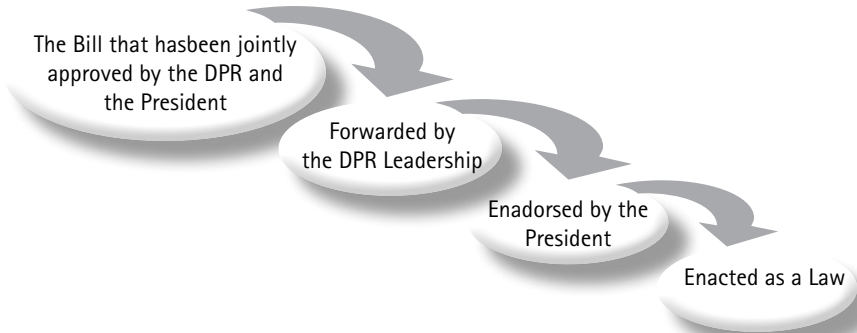 The Bill that hasbeen jointly
approved by the DPR and
the President
Forwarded by
the DPR Leadership
Enadorsed by the
President
Enacted as a Law